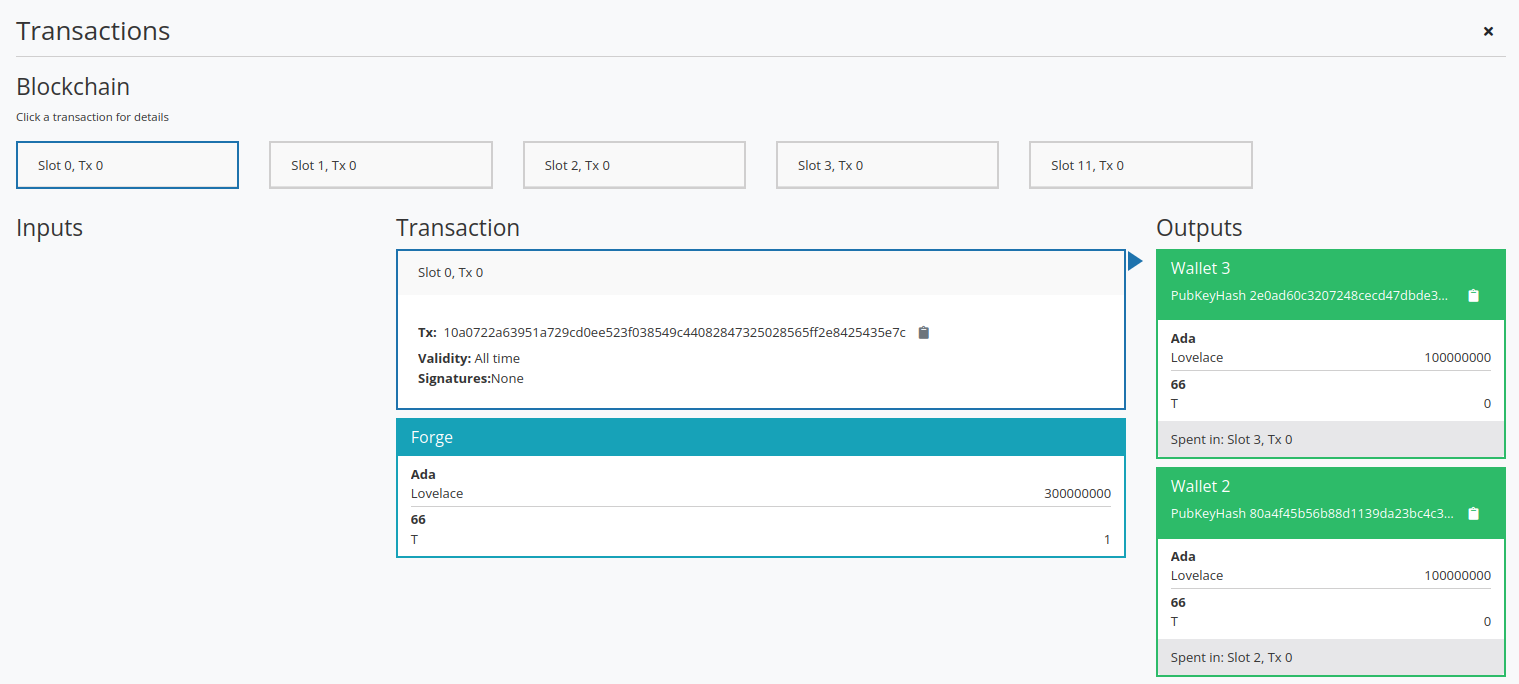 Transactions
×
Blockchain
Click a transaction for details
Slot 0, Tx 0
Slot 1, Tx 0
Slot 2, Tx 0
Slot 3, Tx 0
Slot 11, Tx 0
Inputs
Transaction
Slot 0, Tx 0
Tx: 10a0722a63951a729cd0ee523f038549c44082847325028565ff2e8425435e7c
Validity: All time
Signatures:None
Forge
Ada
Lovelace 300000000
66
T 1
Outputs
Wallet 3
PubKeyHash 2e0ad60c3207248cecd47dbde3...
Ada
Lovelace 100000000
66
T 0
Spent in: Slot 3, Tx 0
Wallet 2
PubKeyHash 80a4f45b56b88d1139da23bc4c3...
Ada
Lovelace 100000000
66
T 0
Spent in: Slot 2, Tx 0